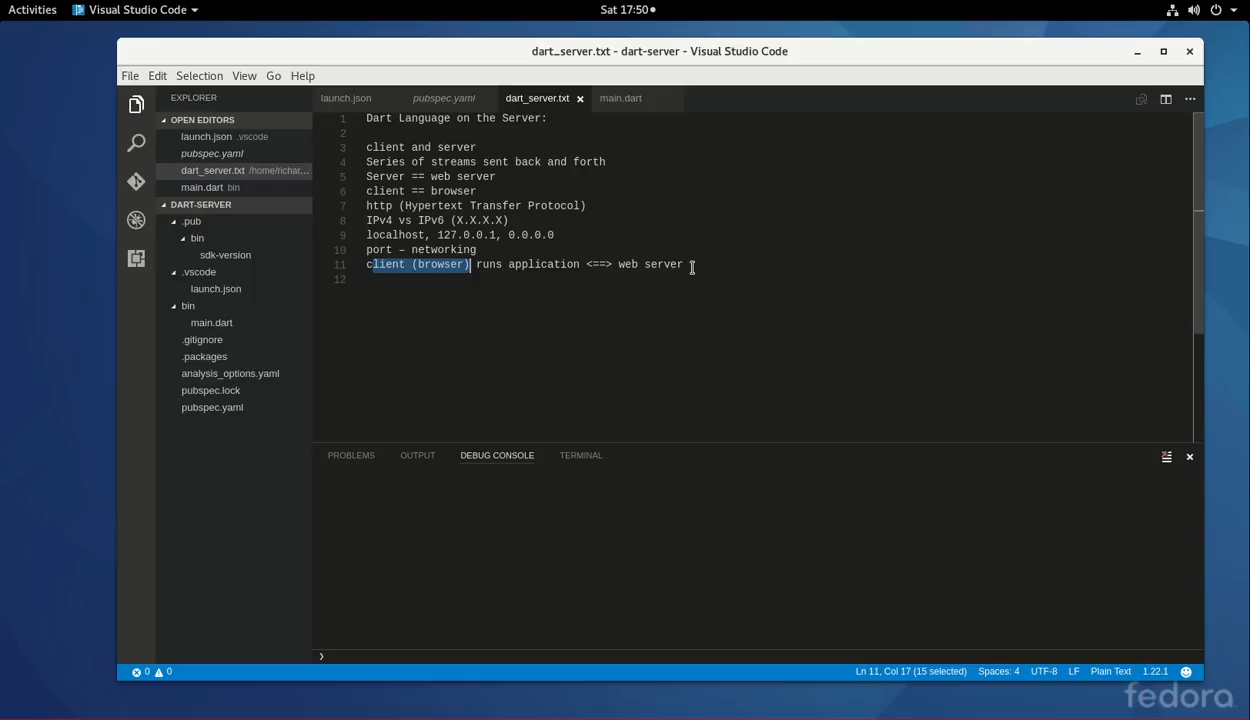 Activities Visual Studio Code Sat 17:50
dart_server.txt - dart-server - Visual Studio Code
File Edit Selection View Go Help
EXPLORER
OPEN EDITORS
launch.json .vscode
pubspec.yaml
dart_server.txt /home/richar...
main.dart bin
DART-SERVER
.pub
bin
sdk-version
.vscode
launch.json
bin
main.dart
.gitignore
.packages
analysis_options.yaml
pubspec.lock
pubspec.yaml
launch.json pubspec.yaml dart_server.txt main.dart
1 Dart Language on the Server:
2
3 client and server
4 Series of streams sent back and forth
5 Server == web server
6 client == browser
7 http (Hypertext Transfer Protocol)
8 IPv4 vs IPv6 (X.X.X.X)
9 localhost, 127.0.0.1, 0.0.0.0
10 port – networking
11 client (browser) runs application <==> web server
12
PROBLEMS OUTPUT DEBUG CONSOLE TERMINAL
0 0 Ln 11, Col 17 (15 selected) Spaces: 4 UTF-8 LF Plain Text 1.22.1
fedora